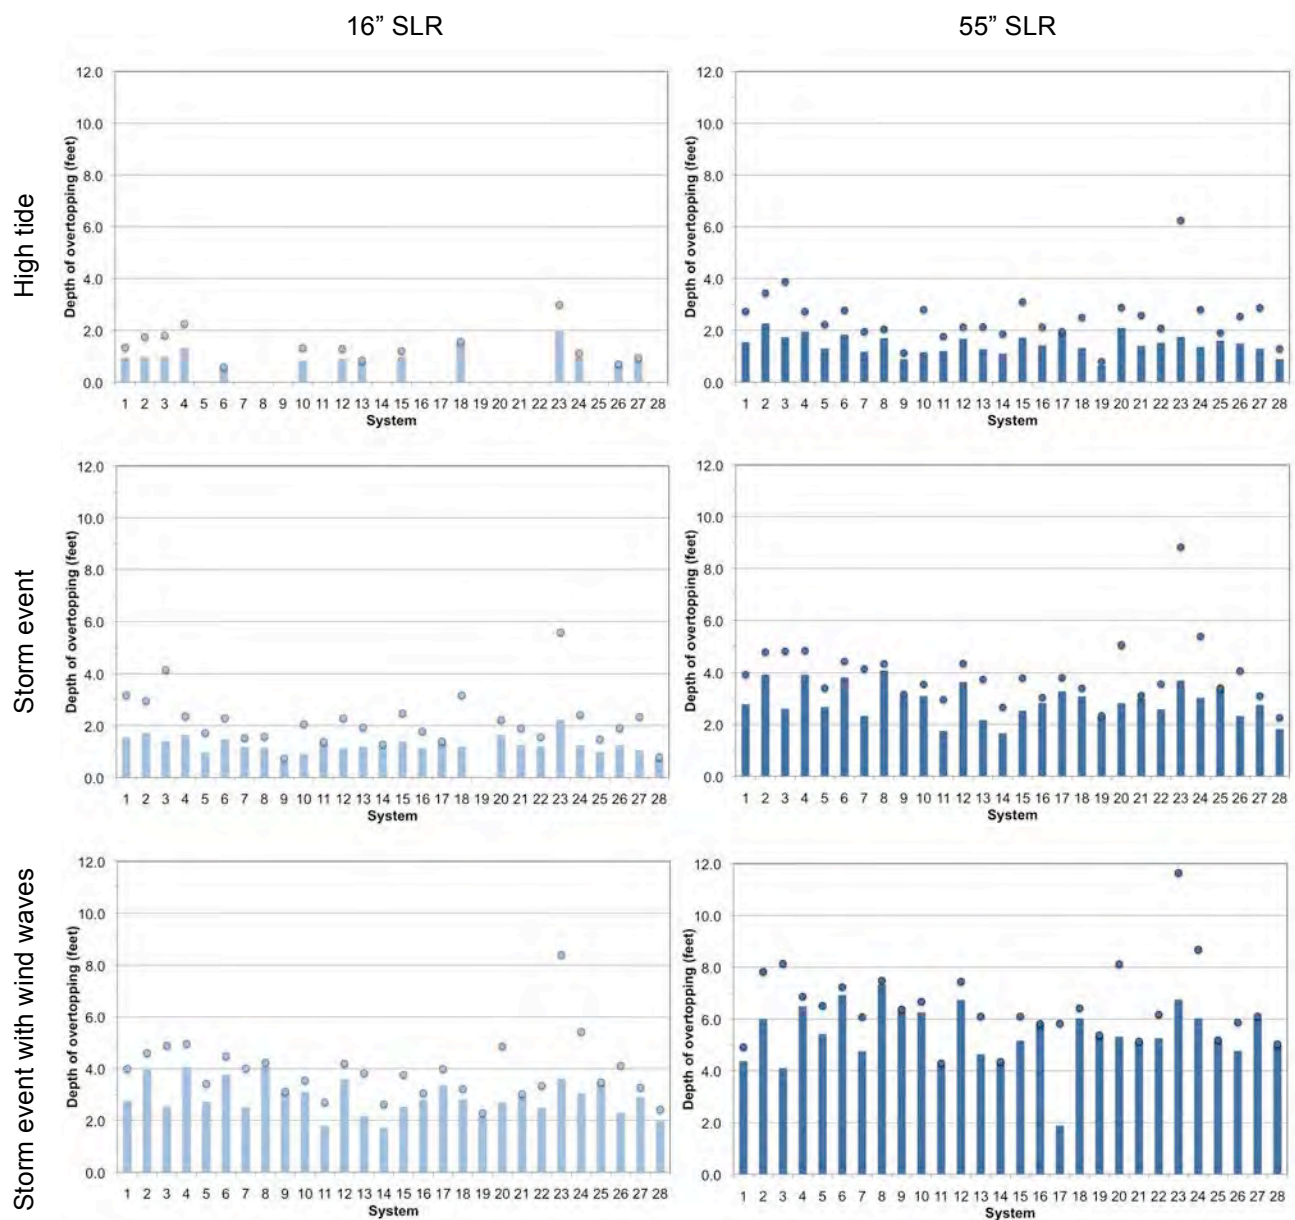 16” SLR
55” SLR
High tide
Depth of overtopping (feet)
12.0
10.0
8.0
6.0
4.0
2.0
0.0
1 2 3 4 5 6 7 8 9 10 11 12 13 14 15 16 17 18 19 20 21 22 23 24 25 26 27 28
System
Depth of overtopping (feet)
12.0
10.0
8.0
6.0
4.0
2.0
0.0
1 2 3 4 5 6 7 8 9 10 11 12 13 14 15 16 17 18 19 20 21 22 23 24 25 26 27 28
System
Storm event
Depth of overtopping (feet)
12.0
10.0
8.0
6.0
4.0
2.0
0.0
1 2 3 4 5 6 7 8 9 10 11 12 13 14 15 16 17 18 19 20 21 22 23 24 25 26 27 28
System
Depth of overtopping (feet)
12.0
10.0
8.0
6.0
4.0
2.0
0.0
1 2 3 4 5 6 7 8 9 10 11 12 13 14 15 16 17 18 19 20 21 22 23 24 25 26 27 28
System
Storm event with wind waves
Depth of overtopping (feet)
12.0
10.0
8.0
6.0
4.0
2.0
0.0
1 2 3 4 5 6 7 8 9 10 11 12 13 14 15 16 17 18 19 20 21 22 23 24 25 26 27 28
System
Depth of overtopping (feet)
12.0
10.0
8.0
6.0
4.0
2.0
0.0
1 2 3 4 5 6 7 8 9 10 11 12 13 14 15 16 17 18 19 20 21 22 23 24 25 26 27 28
System